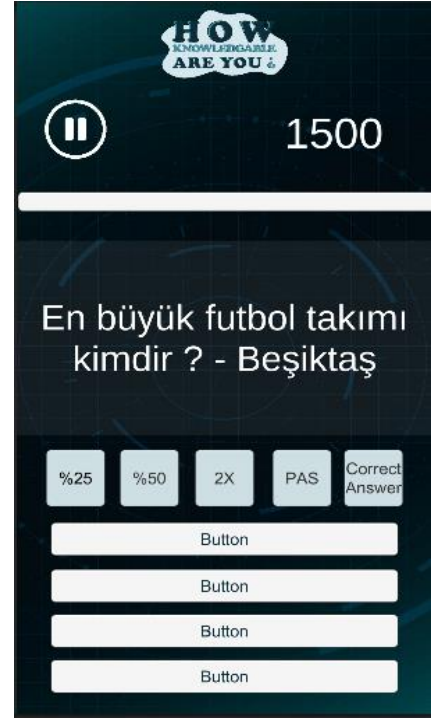 HOW
KNOWLEDGABLE
ARE YOU ¿
1500
En büyük futbol takımı
kimdir ? - Beşiktaş
%25
%50
2X
PAS
Correct
Answer
Button
Button
Button
Button